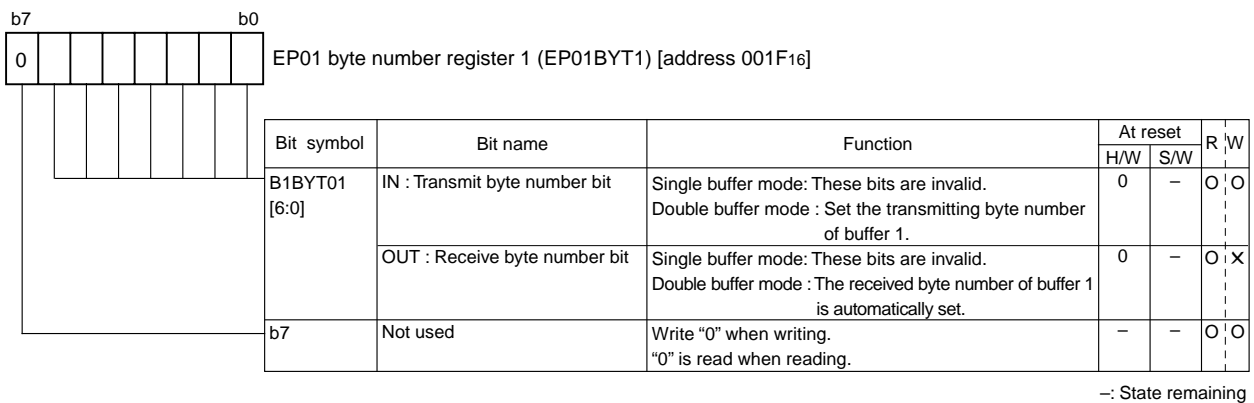 b7 b0
0 EP01 byte number register 1 (EP01BYT1) [address 001F16]
Bit symbol Bit name Function At reset R W
H/W S/W
B1BYT01 IN : Transmit byte number bit Single buffer mode: These bits are invalid. 0 – O O
[6:0] Double buffer mode : Set the transmitting byte number
of buffer 1.
OUT : Receive byte number bit Single buffer mode: These bits are invalid. 0 – O ×
Double buffer mode : The received byte number of buffer 1
is automatically set.
b7 Not used Write “0” when writing. – – O O
“0” is read when reading.
–: State remaining